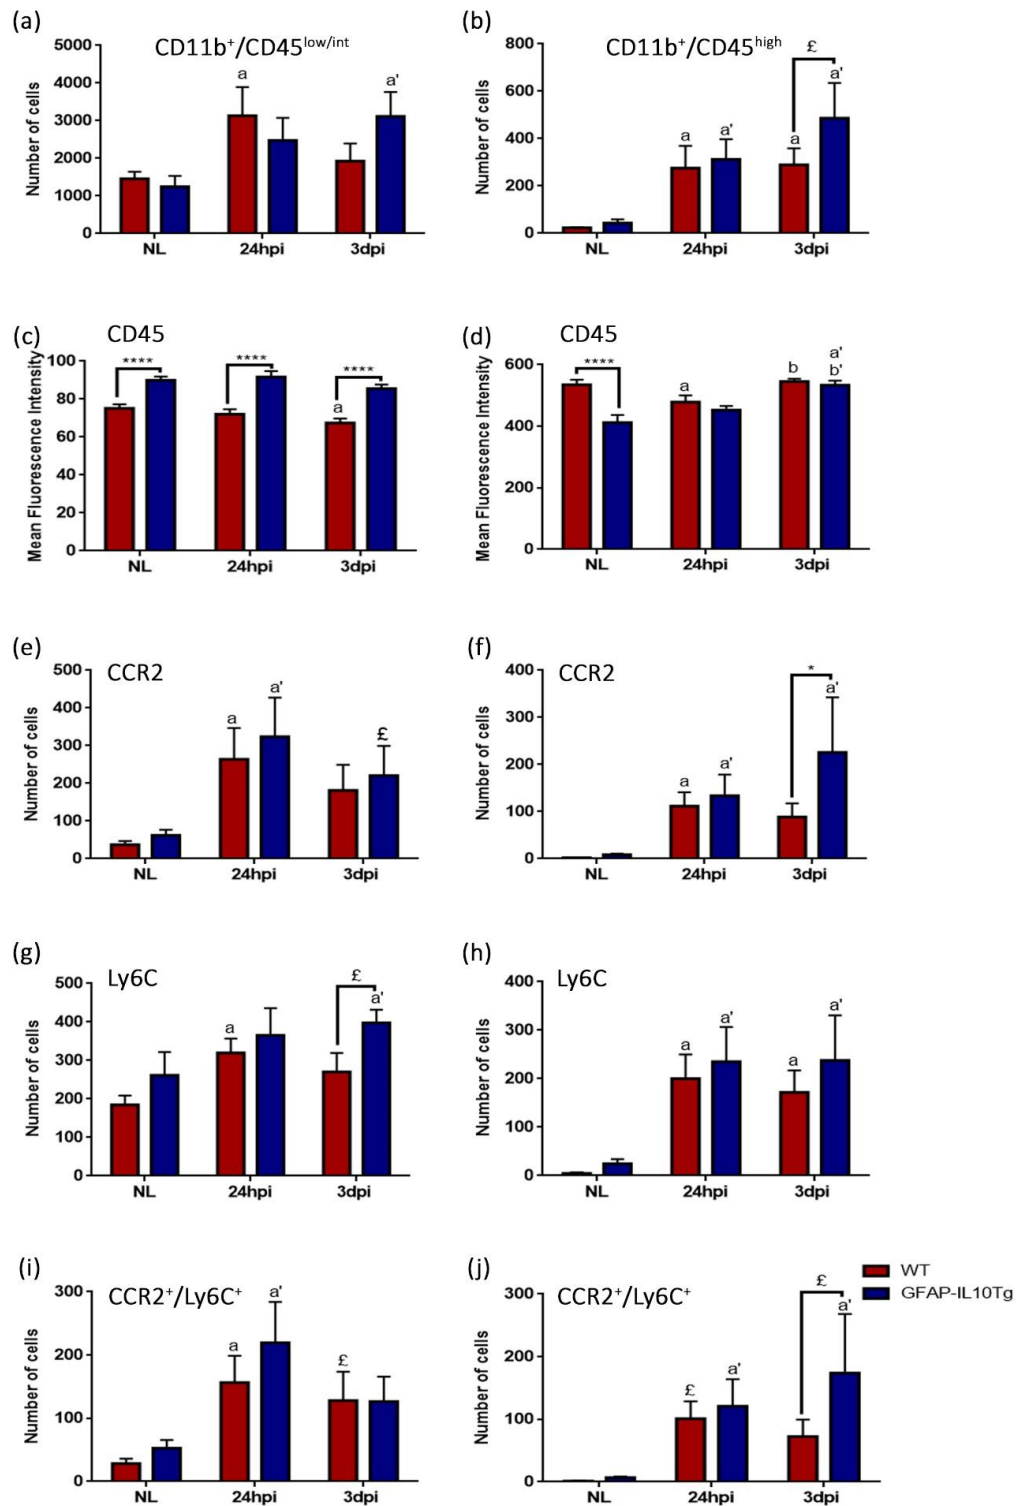 (a)
CD11b⁺/CD45ˡᵒʷ/ⁱⁿᵗ
Number of cells
5000
4000
3000
2000
1000
0
a
a'
NL
24hpi
3dpi
(b)
CD11b⁺/CD45ʰⁱᵍʰ
Number of cells
800
600
400
200
0
a
a'
a
£
a'
NL
24hpi
3dpi
(c)
CD45
Mean Fluorescence Intensity
100
80
60
40
20
0
****
****
****
a
NL
24hpi
3dpi
(d)
CD45
Mean Fluorescence Intensity
600
400
200
0
****
a
b
a'
b'
NL
24hpi
3dpi
(e)
CCR2
Number of cells
500
400
300
200
100
0
a
a'
£
NL
24hpi
3dpi
(f)
CCR2
Number of cells
400
300
200
100
0
a
a'
*
a'
NL
24hpi
3dpi
(g)
Ly6C
Number of cells
500
400
300
200
100
0
a
£
a'
NL
24hpi
3dpi
(h)
Ly6C
Number of cells
400
300
200
100
0
a
a'
a
a'
NL
24hpi
3dpi
(i)
CCR2⁺/Ly6C⁺
Number of cells
300
200
100
0
a
a'
£
NL
24hpi
3dpi
(j)
CCR2⁺/Ly6C⁺
WT
GFAP-IL10Tg
Number of cells
300
200
100
0
£
a'
£
a'
NL
24hpi
3dpi